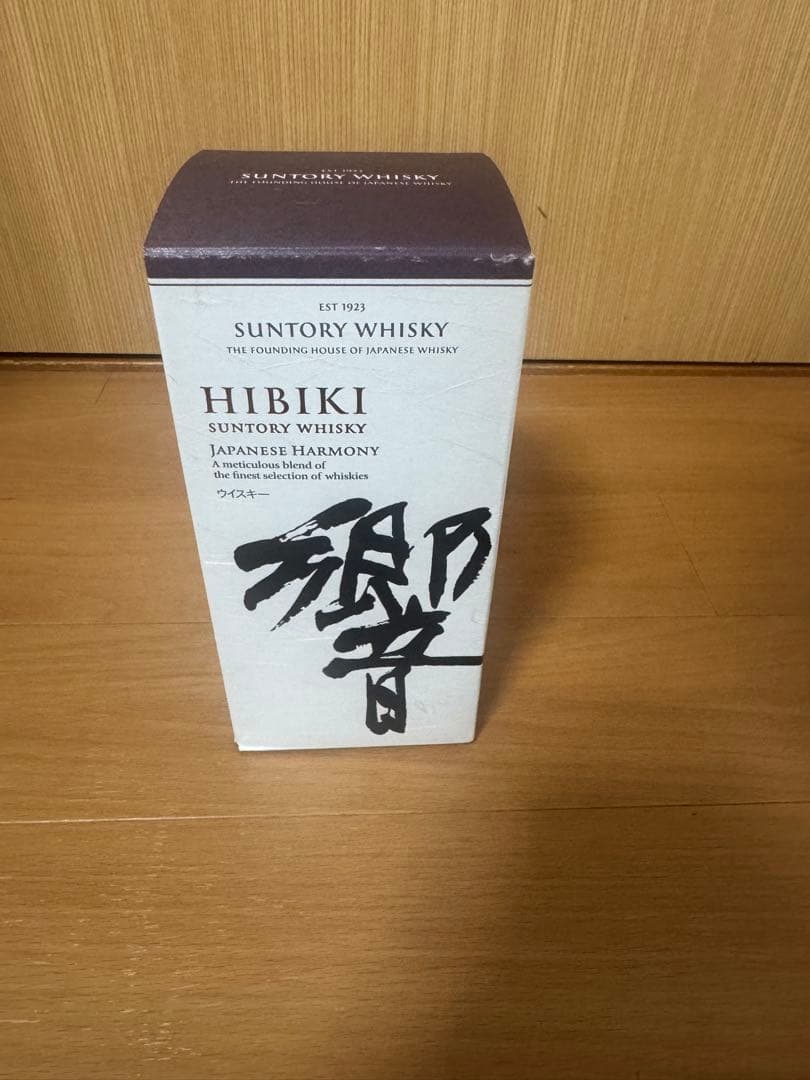 EST 1923
SUNTORY WHISKY
THE FOUNDING HOUSE OF JAPANESE WHISKY
EST 1923
SUNTORY WHISKY
THE FOUNDING HOUSE OF JAPANESE WHISKY
HIBIKI
SUNTORY WHISKY
JAPANESE HARMONY
A meticulous blend of
the finest selection of whiskies
ウイスキー
響